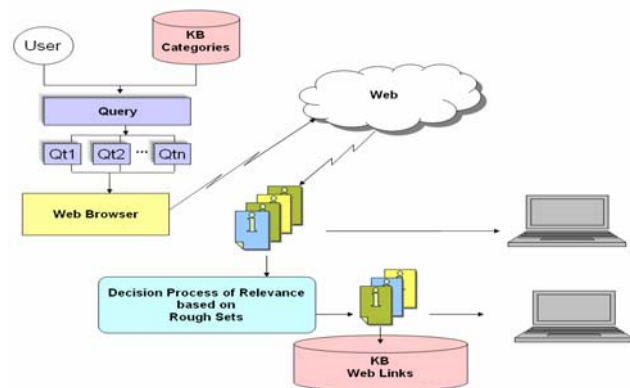 User
KB
Categories
Query
Qt1 Qt2 ... Qtn
Web Browser
Web
i i i i
Decision Process of Relevance
based on
Rough Sets
i i i
KB
Web Links